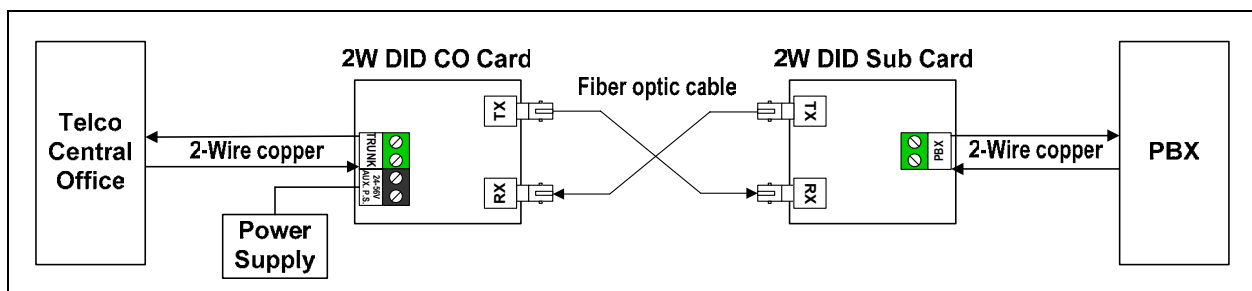 2W DID CO Card
2W DID Sub Card
Fiber optic cable
Telco
Central
Office
2-Wire copper
TRUNK
AUX. P.S.
24-56V
TX
RX
Power
Supply
TX
RX
PBX
2-Wire copper
PBX